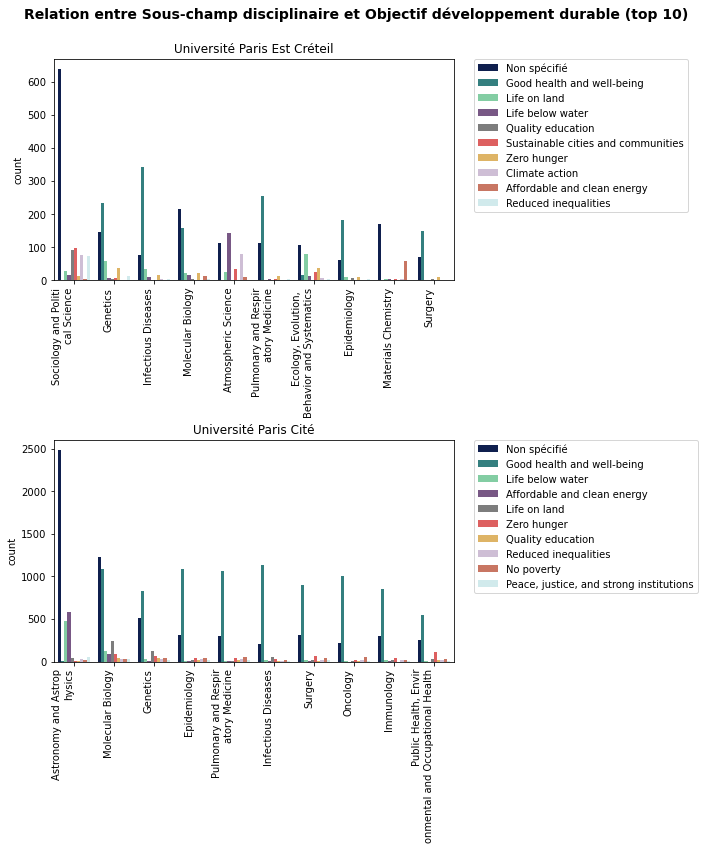 Relation entre Sous-champ disciplinaire et Objectif développement durable (top 10)
Université Paris Est Créteil
count
600
500
400
300
200
100
0
Sociology and Politi
cal Science
Genetics
Infectious Diseases
Molecular Biology
Atmospheric Science
Pulmonary and Respir
atory Medicine
Ecology, Evolution,
Behavior and Systematics
Epidemiology
Materials Chemistry
Surgery
Non spécifié
Good health and well-being
Life on land
Life below water
Quality education
Sustainable cities and communities
Zero hunger
Climate action
Affordable and clean energy
Reduced inequalities
Université Paris Cité
count
2500
2000
1500
1000
500
0
Astronomy and Astrop
hysics
Molecular Biology
Genetics
Epidemiology
Pulmonary and Respir
atory Medicine
Infectious Diseases
Surgery
Oncology
Immunology
Public Health, Envir
onmental and Occupational Health
Non spécifié
Good health and well-being
Life below water
Affordable and clean energy
Life on land
Zero hunger
Quality education
Reduced inequalities
No poverty
Peace, justice, and strong institutions